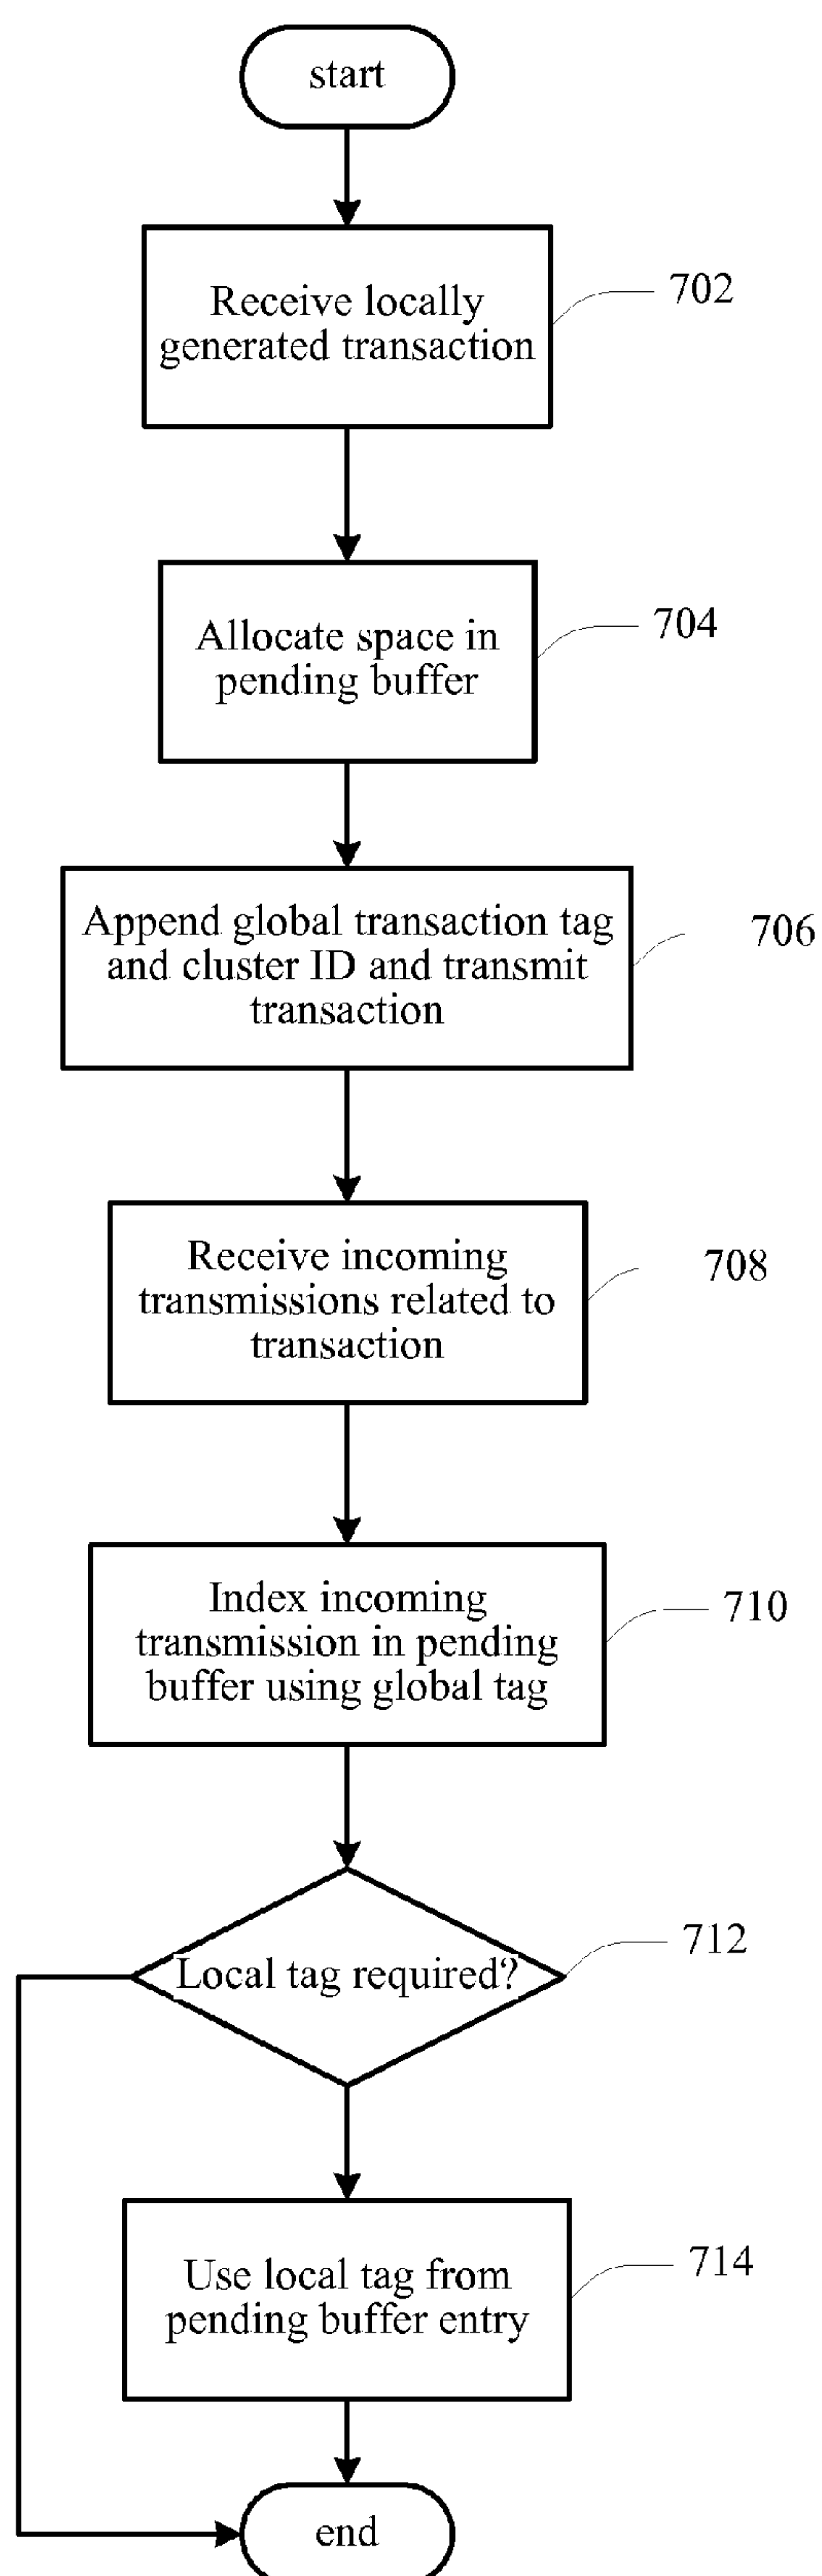 start
Receive locally
generated transaction
702
Allocate space in
pending buffer
704
Append global transaction tag
and cluster ID and transmit
transaction
706
Receive incoming
transmissions related to
transaction
708
Index incoming
transmission in pending
buffer using global tag
710
Local tag required?
712
Use local tag from
pending buffer entry
714
end